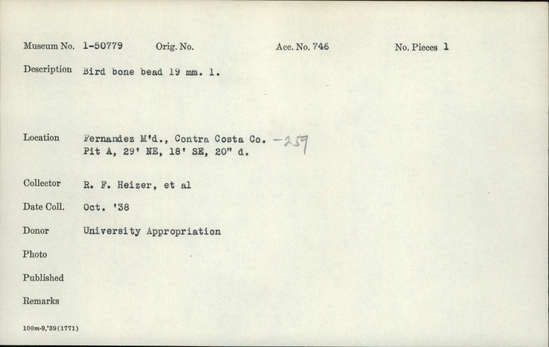 Museum No. 1-50779 Orig. No. Acc. No. 746 No. Pieces 1
Description Bird bone bead 19 mm. l.
Location Fernandez M'd., Contra Costa Co. -259
Pit A, 29' NE, 18' SE, 20" d.
Collector R. F. Heizer, et al
Date Coll. Oct. '38
Donor University Appropriation
Photo
Published
Remarks
100m-9,'39(1771)